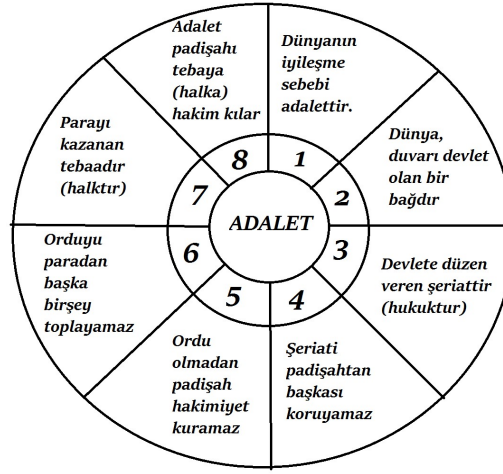 ADALET
1
Dünyanın
iyileşme
sebebi
adalettir.
2
Dünya,
duvarı devlet
olan bir
bağdır
3
Devlete düzen
veren şeriattir
(hukuktur)
4
Şeriati
padişahtan
başkası
koruyamaz
5
Ordu
olmadan
padişah
hakimiyet
kuramaz
6
Orduyu
paradan
başka
birşey
toplayamaz
7
Parayı
kazanan
tebaadır
(halktır)
8
Adalet
padişahı
tebaya
(halka)
hakim kılar